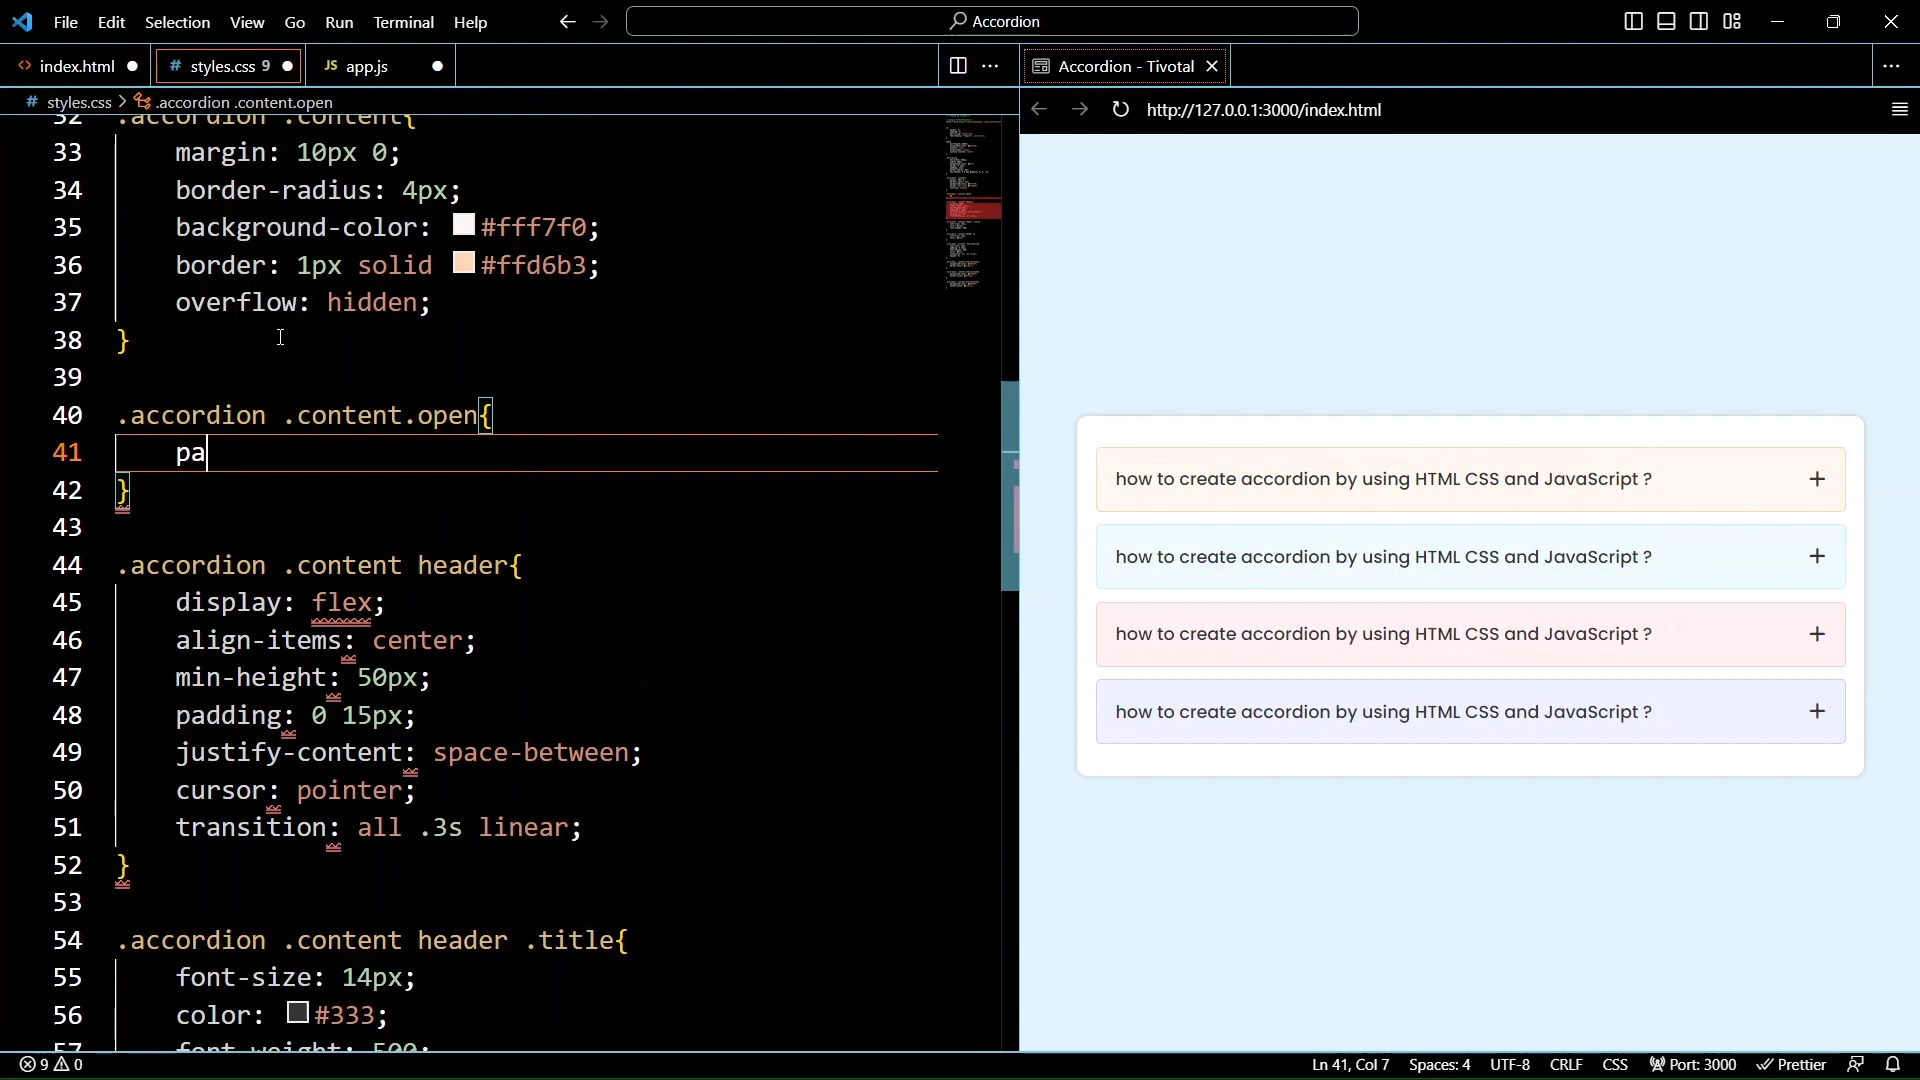 File Edit Selection View Go Run Terminal Help
Accordion
index.html
styles.css 9
JS app.js
Accordion - Tivotal
# styles.css > .accordion .content.open
http://127.0.0.1:3000/index.html
32 .accordion .content{
33 margin: 10px 0;
34 border-radius: 4px;
35 background-color: #fff7f0;
36 border: 1px solid #ffd6b3;
37 overflow: hidden;
38 }
39
40 .accordion .content.open{
41 pa
42 }
43
44 .accordion .content header{
45 display: flex;
46 align-items: center;
47 min-height: 50px;
48 padding: 0 15px;
49 justify-content: space-between;
50 cursor: pointer;
51 transition: all .3s linear;
52 }
53
54 .accordion .content header .title{
55 font-size: 14px;
56 color: #333;
57 font-weight: 500;
how to create accordion by using HTML CSS and JavaScript ? +
how to create accordion by using HTML CSS and JavaScript ? +
how to create accordion by using HTML CSS and JavaScript ? +
how to create accordion by using HTML CSS and JavaScript ? +
9 0
Ln 41, Col 7 Spaces: 4 UTF-8 CRLF CSS Port: 3000 Prettier